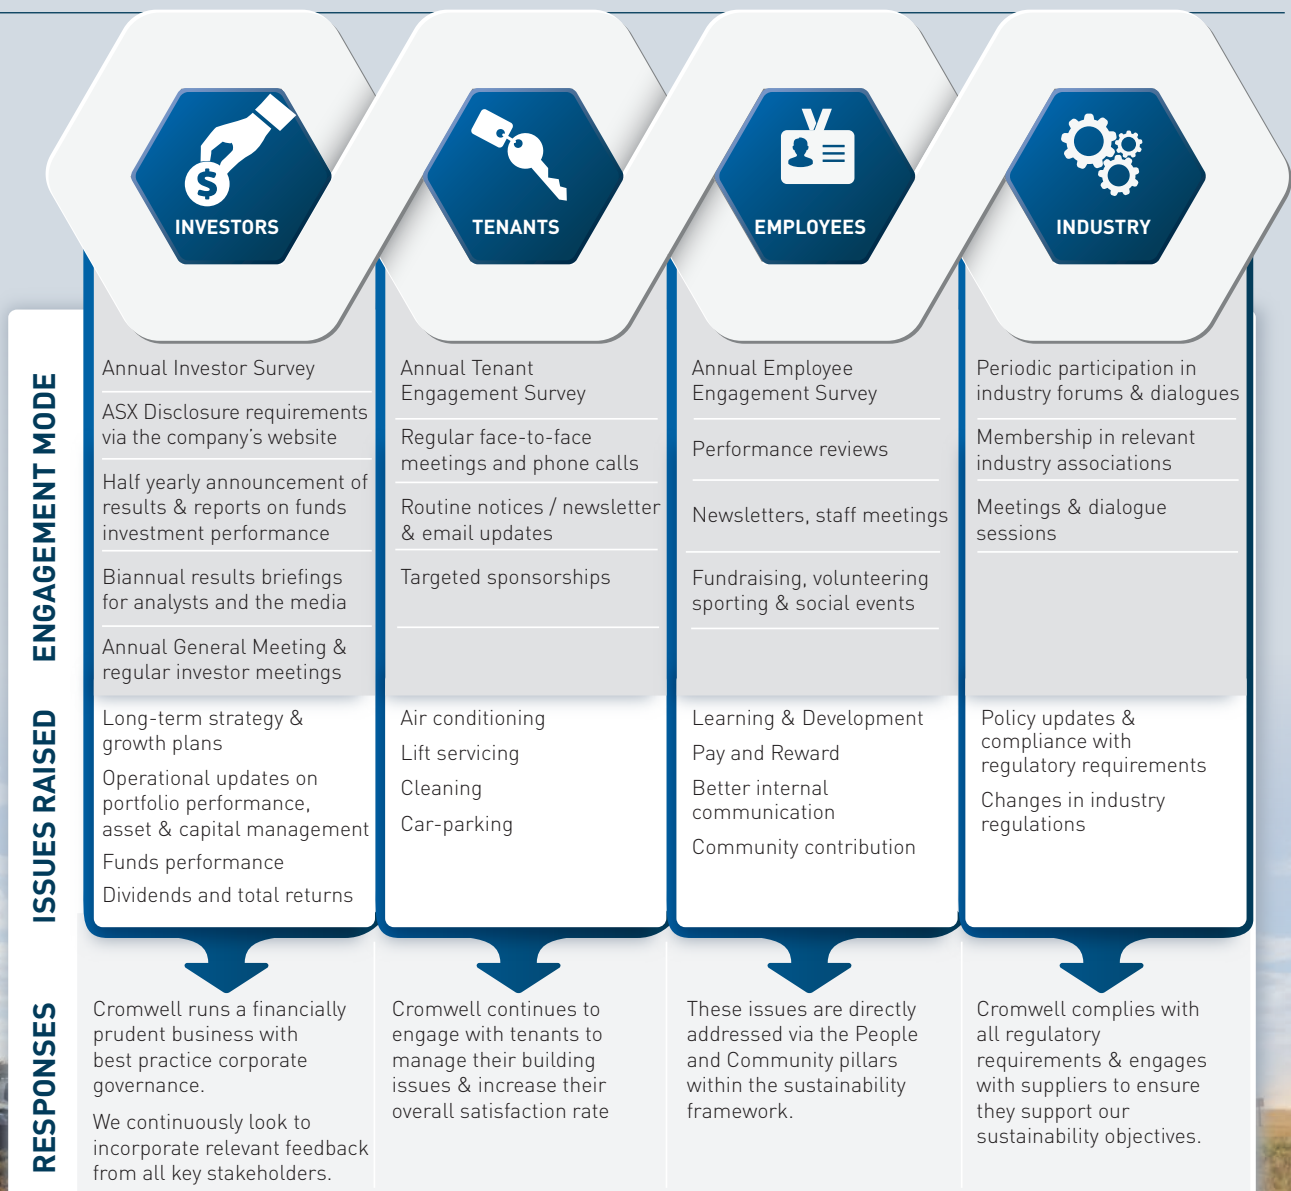 INVESTORS
TENANTS
EMPLOYEES
INDUSTRY
ENGAGEMENT MODE
Annual Investor Survey
ASX Disclosure requirements
via the company's website
Half yearly announcement of
results & reports on funds
investment performance
Biannual results briefings
for analysts and the media
Annual General Meeting &
regular investor meetings
Annual Tenant
Engagement Survey
Regular face-to-face
meetings and phone calls
Routine notices / newsletter
& email updates
Targeted sponsorships
Annual Employee
Engagement Survey
Performance reviews
Newsletters, staff meetings
Fundraising, volunteering
sporting & social events
Periodic participation in
industry forums & dialogues
Membership in relevant
industry associations
Meetings & dialogue
sessions
ISSUES RAISED
Long-term strategy &
growth plans
Operational updates on
portfolio performance,
asset & capital management
Funds performance
Dividends and total returns
Air conditioning
Lift servicing
Cleaning
Car-parking
Learning & Development
Pay and Reward
Better internal
communication
Community contribution
Policy updates &
compliance with
regulatory requirements
Changes in industry
regulations
RESPONSES
Cromwell runs a financially
prudent business with
best practice corporate
governance.
We continuously look to
incorporate relevant feedback
from all key stakeholders.
Cromwell continues to
engage with tenants to
manage their building
issues & increase their
overall satisfaction rate
These issues are directly
addressed via the People
and Community pillars
within the sustainability
framework.
Cromwell complies with
all regulatory
requirements & engages
with suppliers to ensure
they support our
sustainability objectives.